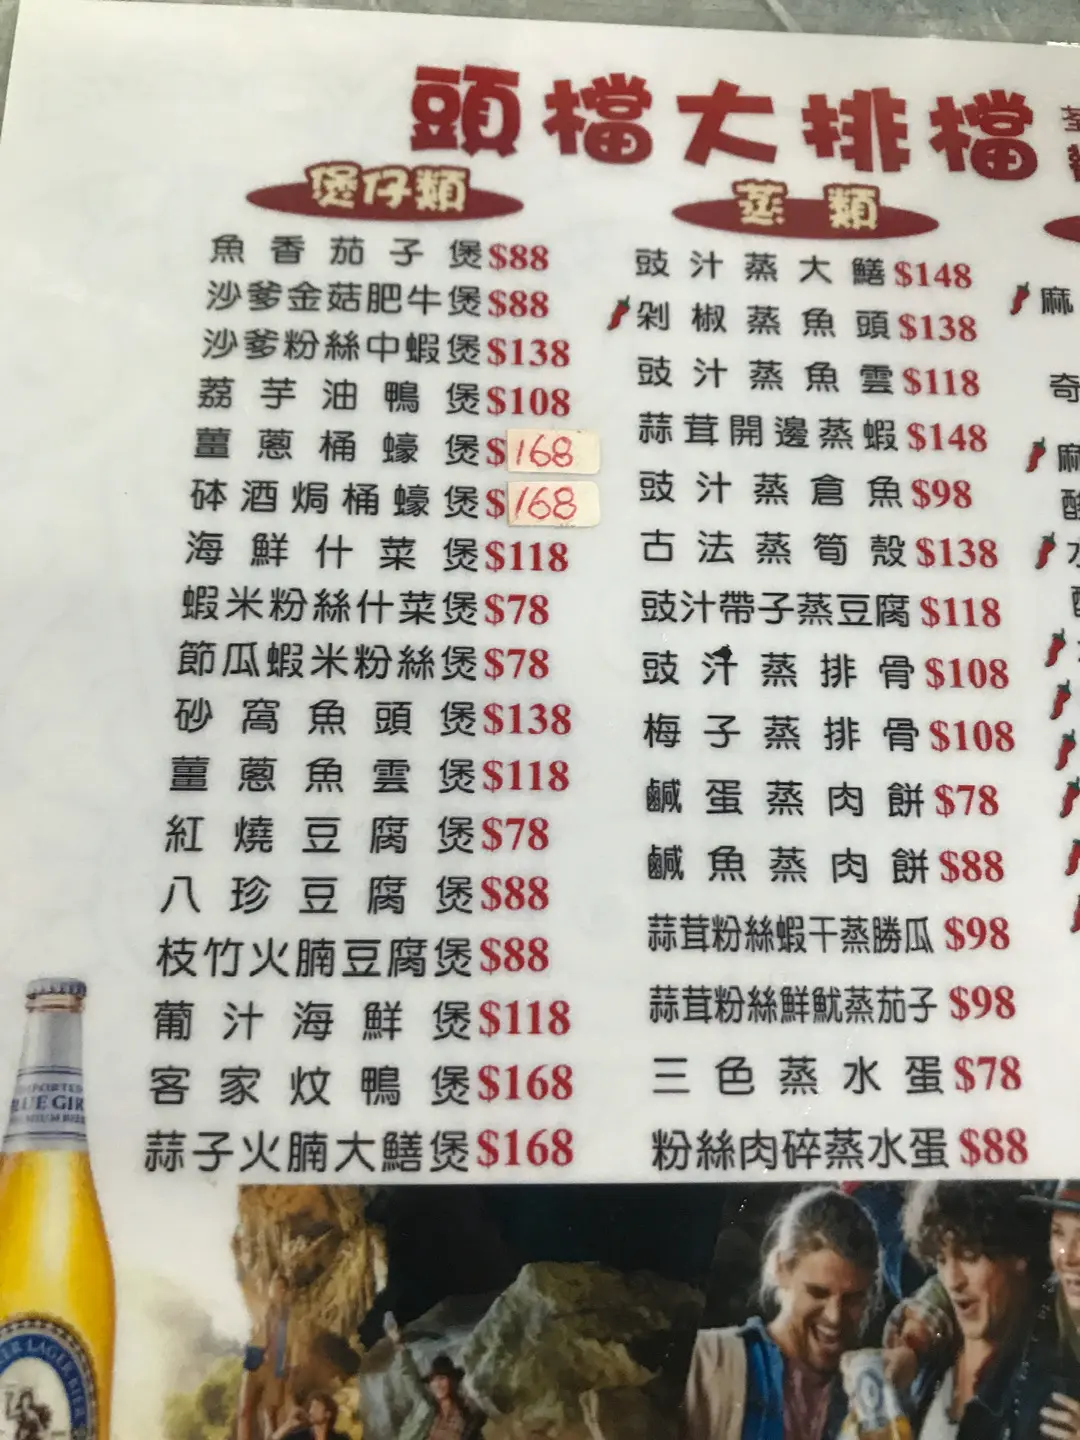 頭檔大排檔
煲仔類
魚香茄子煲$88
沙爹金菇肥牛煲$88
沙爹粉絲中蝦煲$138
荔芋油鴨煲$108
薑蔥桶蠔煲$168
砵酒焗桶蠔煲$168
海鮮什菜煲$118
蝦米粉絲什菜煲$78
節瓜蝦米粉絲煲$78
砂窩魚頭煲$138
薑蔥魚雲煲$118
紅燒豆腐煲$78
八珍豆腐煲$88
枝竹火腩豆腐煲$88
葡汁海鮮煲$118
客家炆鴨煲$168
蒜子火腩大鱔煲$168
蒸類
豉汁蒸大鱔$148
剁椒蒸魚頭$138
豉汁蒸魚雲$118
蒜茸開邊蒸蝦$148
豉汁蒸倉魚$98
古法蒸筍殼$138
豉汁帶子蒸豆腐$118
豉汁蒸排骨$108
梅子蒸排骨$108
鹹蛋蒸肉餅$78
鹹魚蒸肉餅$88
蒜茸粉絲蝦干蒸勝瓜$98
蒜茸粉絲鮮魷蒸茄子$98
三色蒸水蛋$78
粉絲肉碎蒸水蛋$88
麻
奇
麻
IMPORTED
BLUE GIR
PREMIUM BEER
LAGER BEER